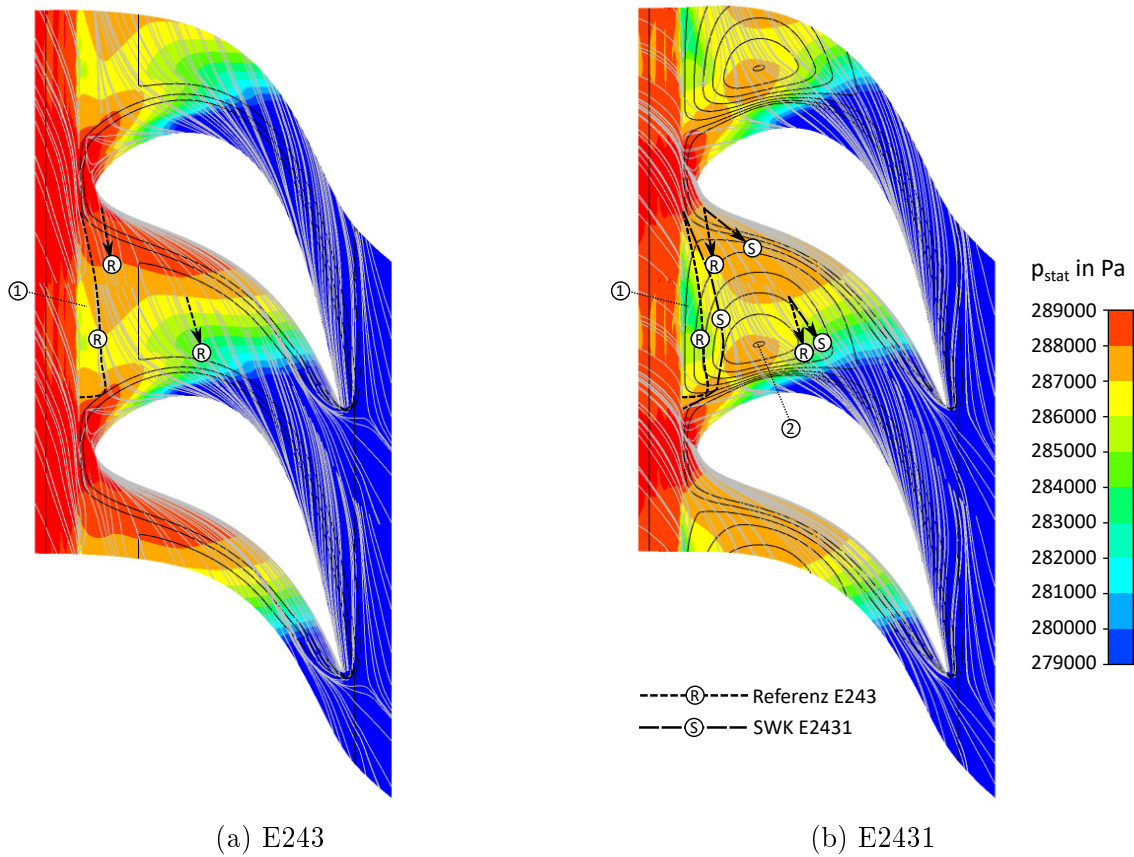 R
1
R
R
(a) E243
S
R
1
S
R
R
S
2
R Referenz E243
S SWK E2431
(b) E2431
p_stat in Pa
289000
288000
287000
286000
285000
284000
283000
282000
280000
279000